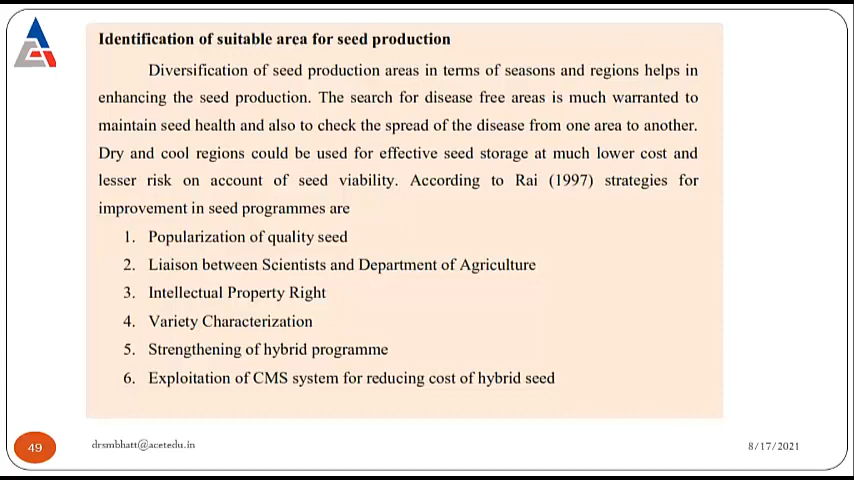 Identification of suitable area for seed production
Diversification of seed production areas in terms of seasons and regions helps in
enhancing the seed production. The search for disease free areas is much warranted to
maintain seed health and also to check the spread of the disease from one area to another.
Dry and cool regions could be used for effective seed storage at much lower cost and
lesser risk on account of seed viability. According to Rai (1997) strategies for
improvement in seed programmes are
1. Popularization of quality seed
2. Liaison between Scientists and Department of Agriculture
3. Intellectual Property Right
4. Variety Characterization
5. Strengthening of hybrid programme
6. Exploitation of CMS system for reducing cost of hybrid seed
49
drsmbhatt@acetedu.in
8/17/2021